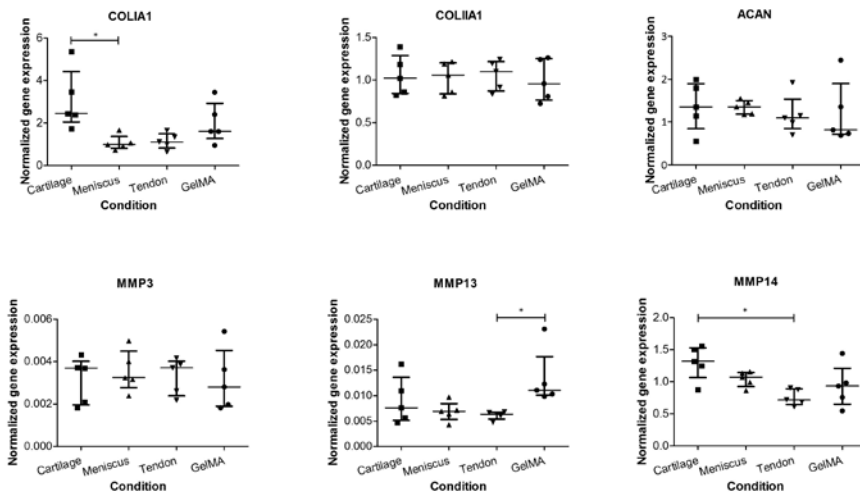 COLIA1
Normalized gene expression
6
4
2
0
*
Cartilage
Meniscus
Tendon
GelMA
Condition
COLIIA1
Normalized gene expression
2.0
1.5
1.0
0.5
0.0
Cartilage
Meniscus
Tendon
GelMA
Condition
ACAN
Normalized gene expression
3
2
1
0
Cartilage
Meniscus
Tendon
GelMA
Condition
MMP3
Normalized gene expression
0.006
0.004
0.002
0.000
Cartilage
Meniscus
Tendon
GelMA
Condition
MMP13
Normalized gene expression
0.025
0.020
0.015
0.010
0.005
0.000
*
Cartilage
Meniscus
Tendon
GelMA
Condition
MMP14
Normalized gene expression
2.0
1.5
1.0
0.5
0.0
*
Cartilage
Meniscus
Tendon
GelMA
Condition